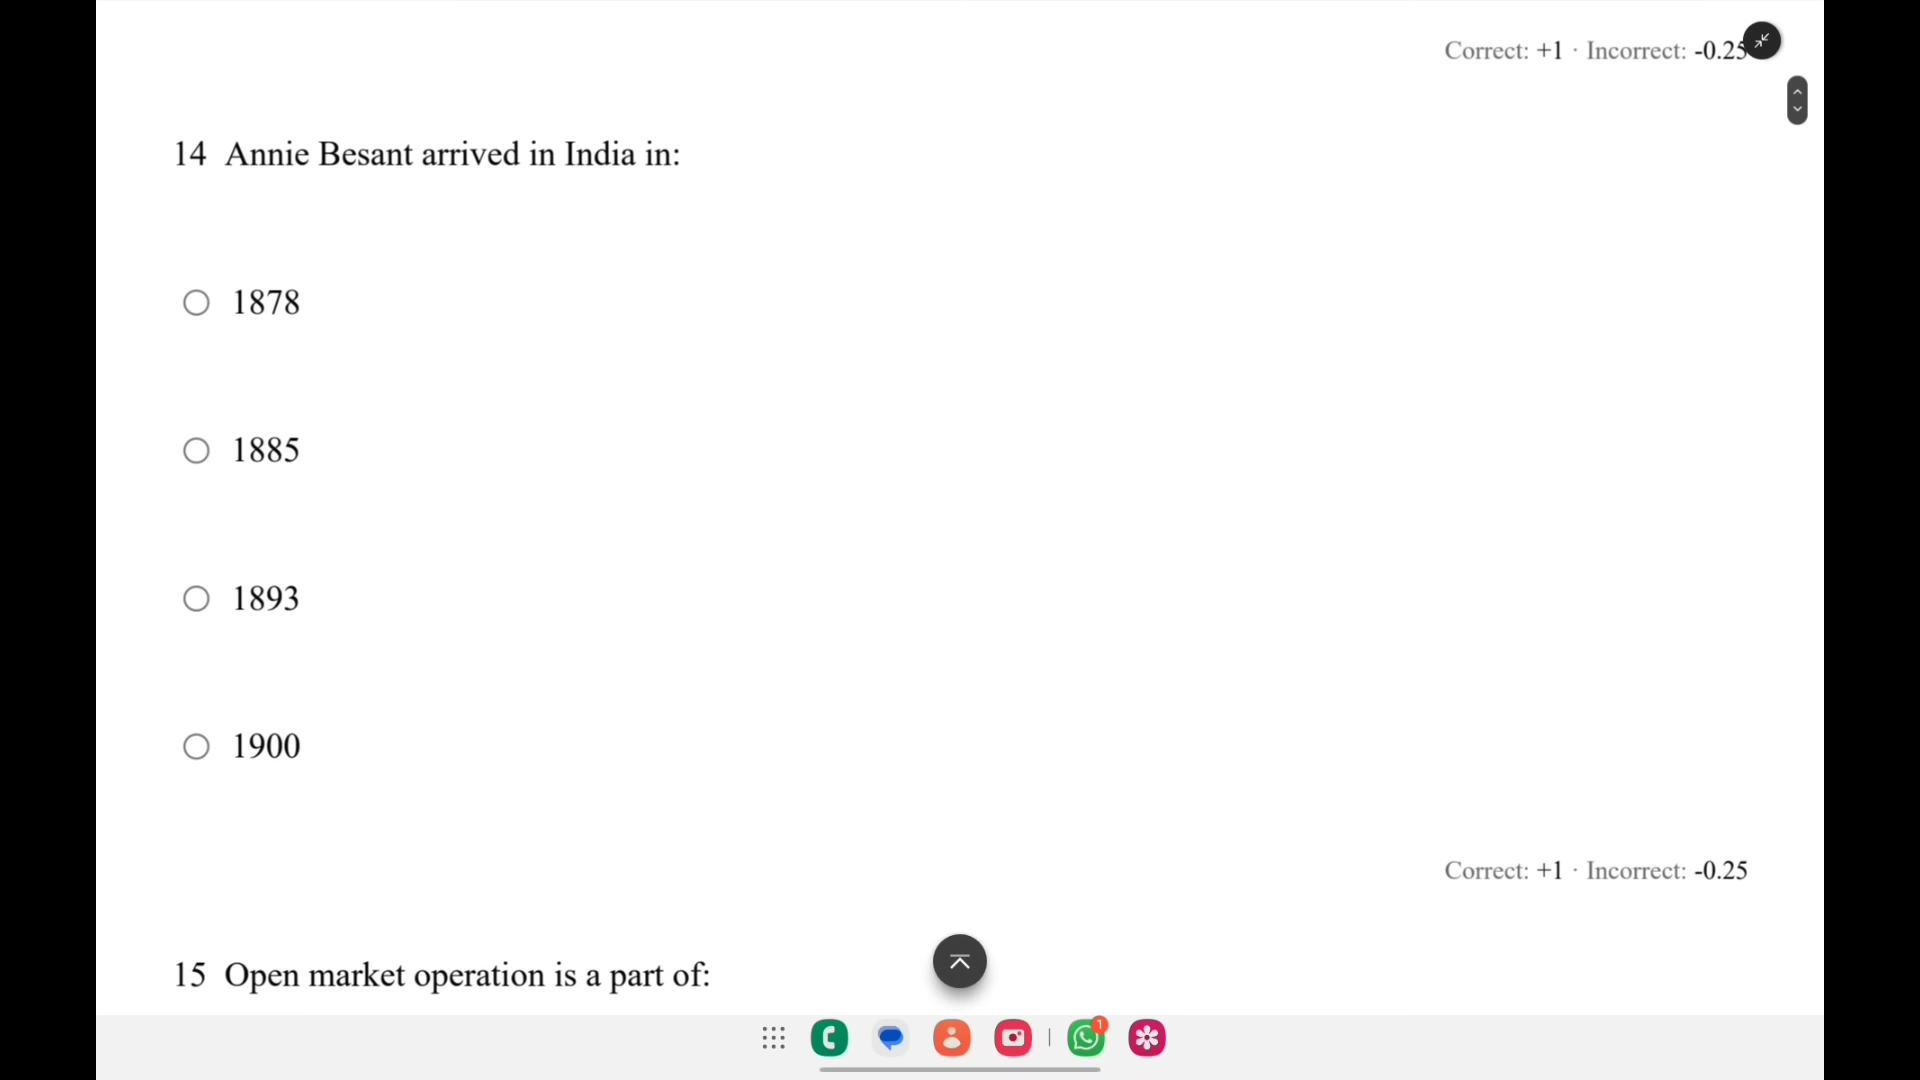 Correct: +1 · Incorrect: -0.25
14 Annie Besant arrived in India in:
1878
1885
1893
1900
Correct: +1 · Incorrect: -0.25
15 Open market operation is a part of:
1